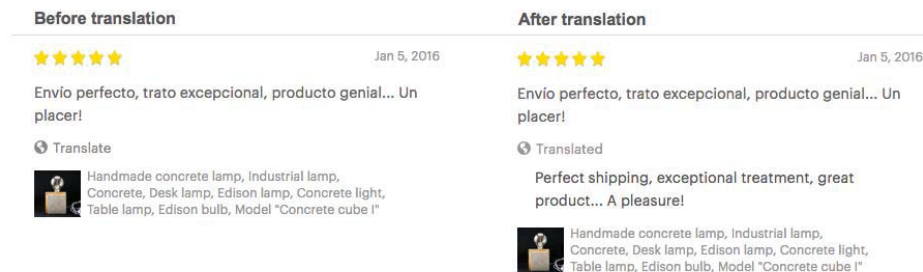 Before translation
Jan 5, 2016
Envío perfecto, trato excepcional, producto genial... Un
placer!
Translate
Handmade concrete lamp, Industrial lamp,
Concrete, Desk lamp, Edison lamp, Concrete light,
Table lamp, Edison bulb, Model "Concrete cube I"
After translation
Jan 5, 2016
Envío perfecto, trato excepcional, producto genial... Un
placer!
Translated
Perfect shipping, exceptional treatment, great
product... A pleasure!
Handmade concrete lamp, Industrial lamp,
Concrete, Desk lamp, Edison lamp, Concrete light,
Table lamp, Edison bulb, Model "Concrete cube I"